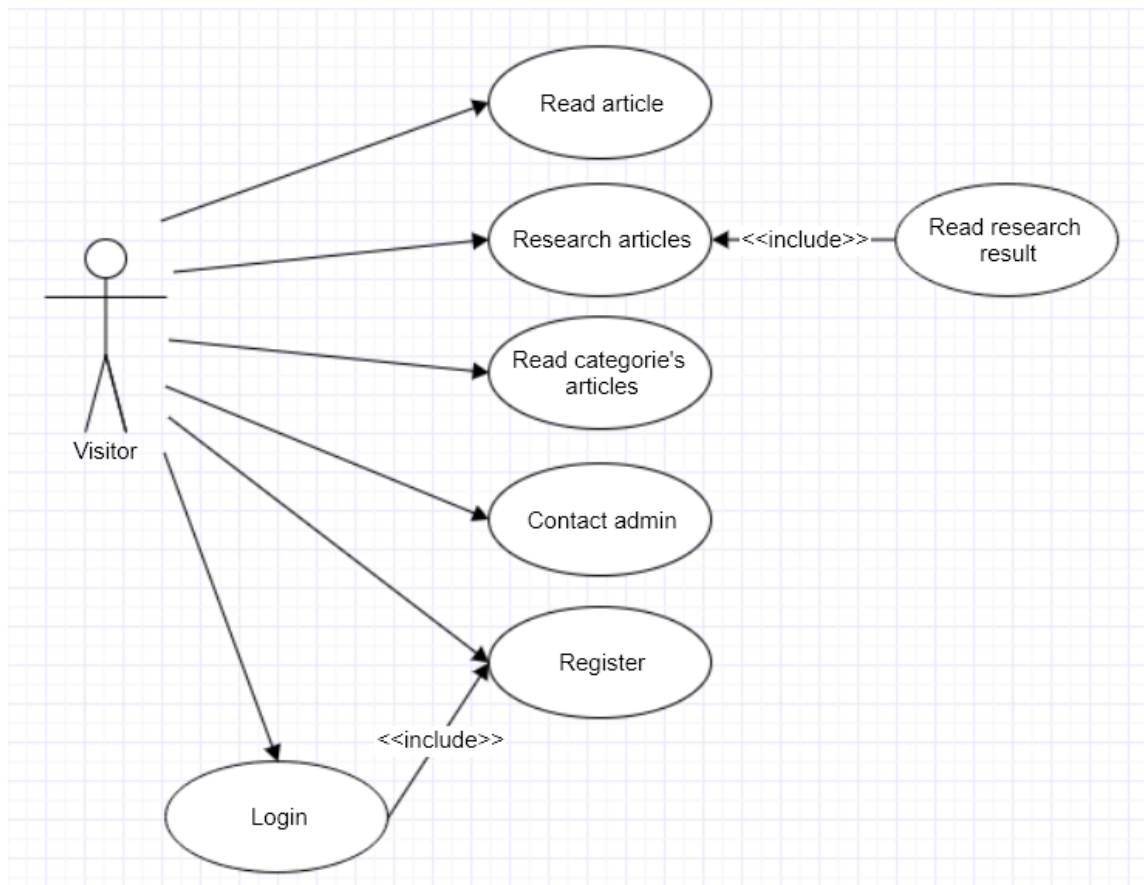 Read article
Research articles
<<include>>
Read research
result
Read categorie's
articles
Visitor
Contact admin
Register
<<include>>
Login